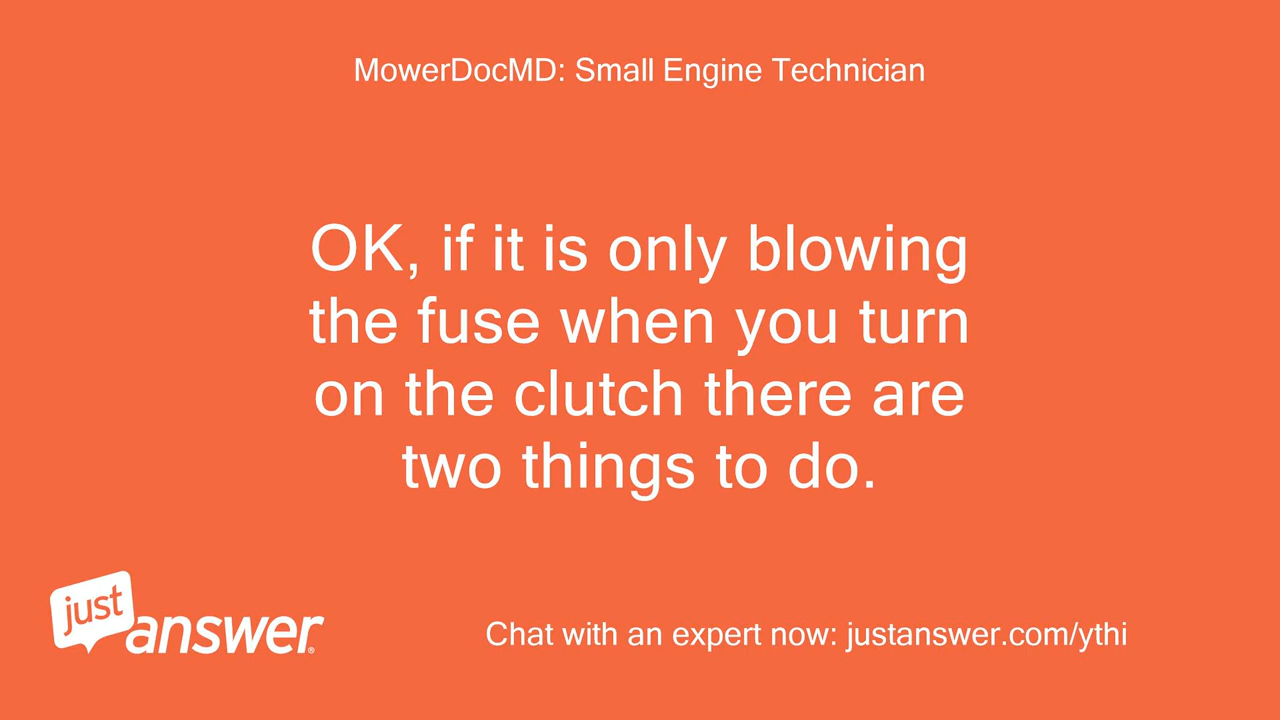 MowerDocMD: Small Engine Technician
OK, if it is only blowing
the fuse when you turn
on the clutch there are
two things to do.
just
answer®
Chat with an expert now: justanswer.com/ythi